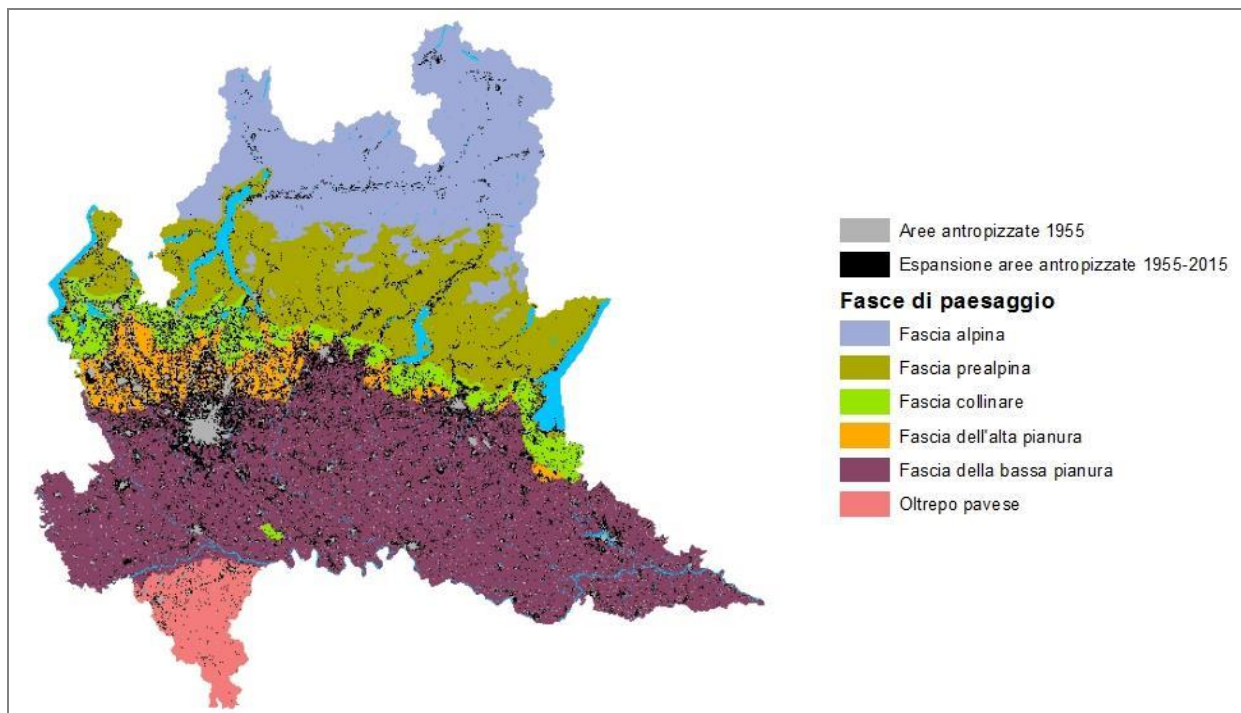 Aree antropizzate 1955
Espansione aree antropizzate 1955-2015
Fasce di paesaggio
Fascia alpina
Fascia prealpina
Fascia collinare
Fascia dell'alta pianura
Fascia della bassa pianura
Oltrepo pavese